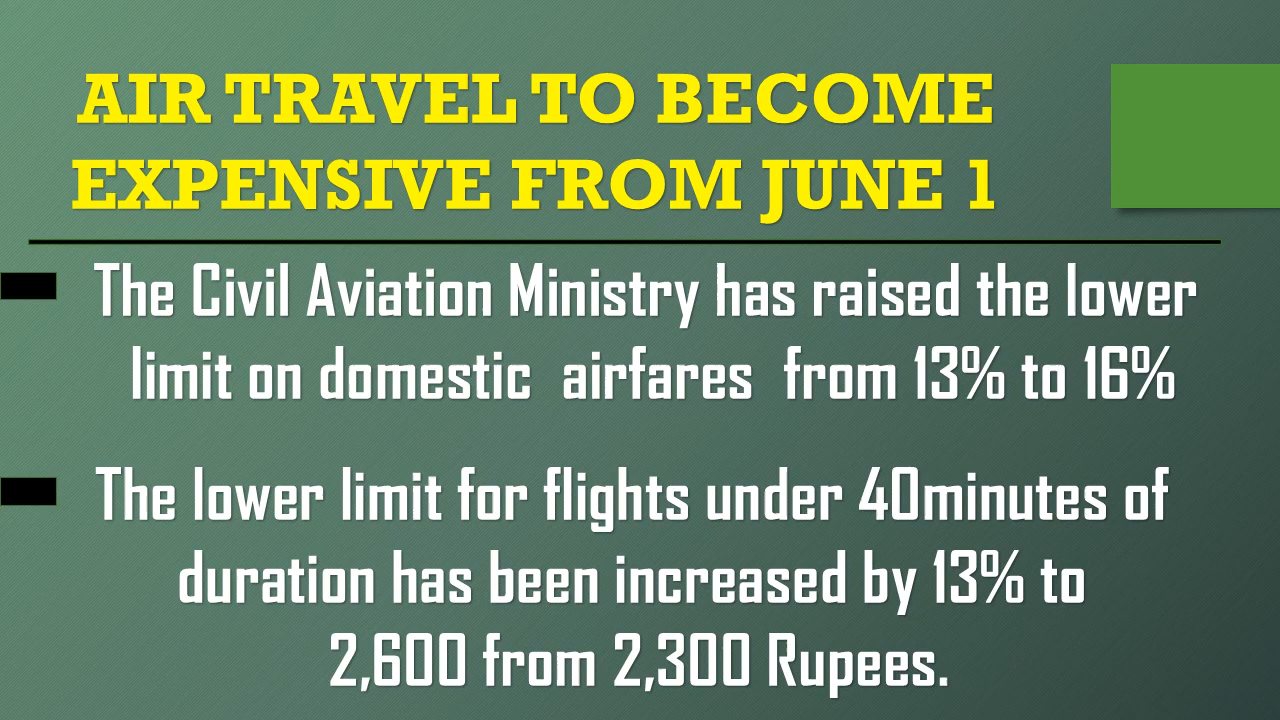 AIR TRAVEL TO BECOME
EXPENSIVE FROM JUNE 1
The Civil Aviation Ministry has raised the lower
limit on domestic  airfares  from 13% to 16%
The lower limit for flights under 40minutes of
duration has been increased by 13% to
2,600 from 2,300 Rupees.